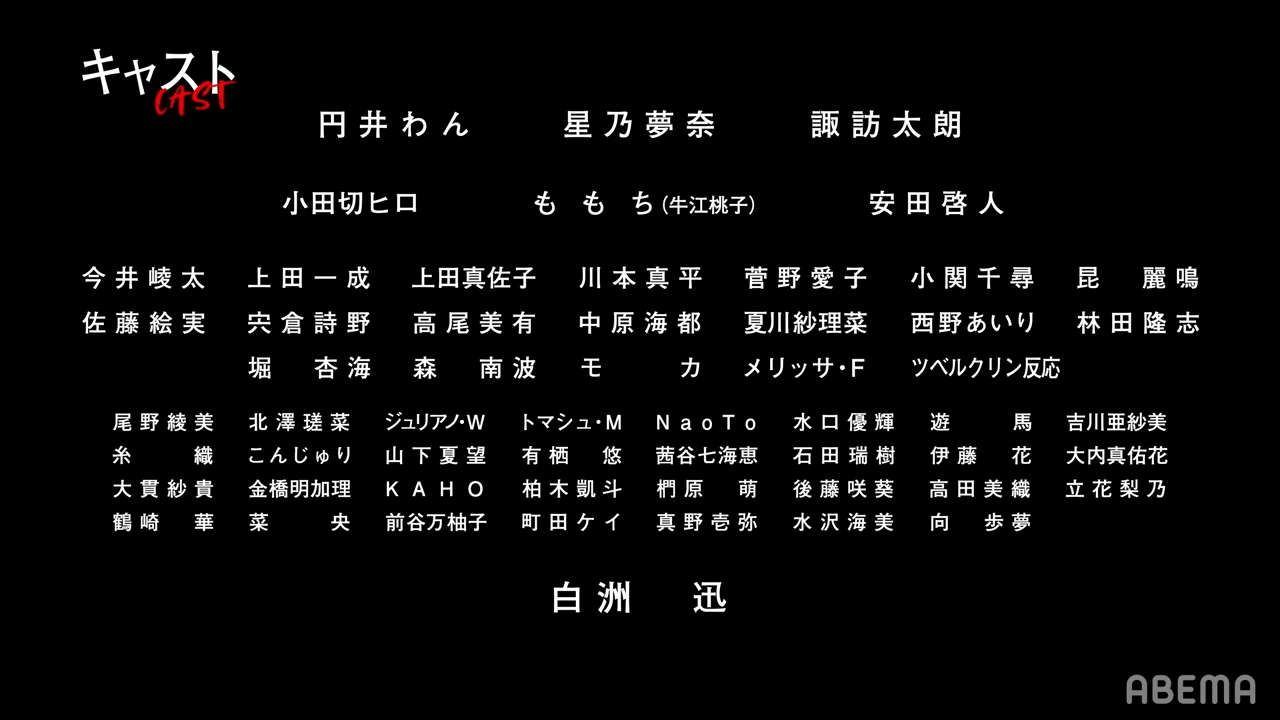 キャスト
CAST
円井わん 星乃夢奈 諏訪太朗
小田切ヒロ ももち(牛江桃子) 安田啓人
今井崚太 上田一成 上田真佐子 川本真平 菅野愛子 小関千尋 昆麗鳴
佐藤絵実 宍倉詩野 高尾美有 中原海都 夏川紗理菜 西野あいり 林田隆志
堀杏海 森南波 モカ メリッサ・F ツベルクリン反応
尾野綾美 北澤瑳菜 ジュリアノ・W トマシュ・M NaoTo 水口優輝 遊馬 吉川亜紗美
糸織 こんじゅり 山下夏望 有栖悠 茜谷七海恵 石田瑞樹 伊藤花 大内真佑花
大貫紗貴 金橋明加理 KAHO 柏木凱斗 椚原萌 後藤咲葵 高田美織 立花梨乃
鶴崎華 菜央 前谷万柚子 町田ケイ 真野壱弥 水沢海美 向歩夢
白洲迅
ABEMA